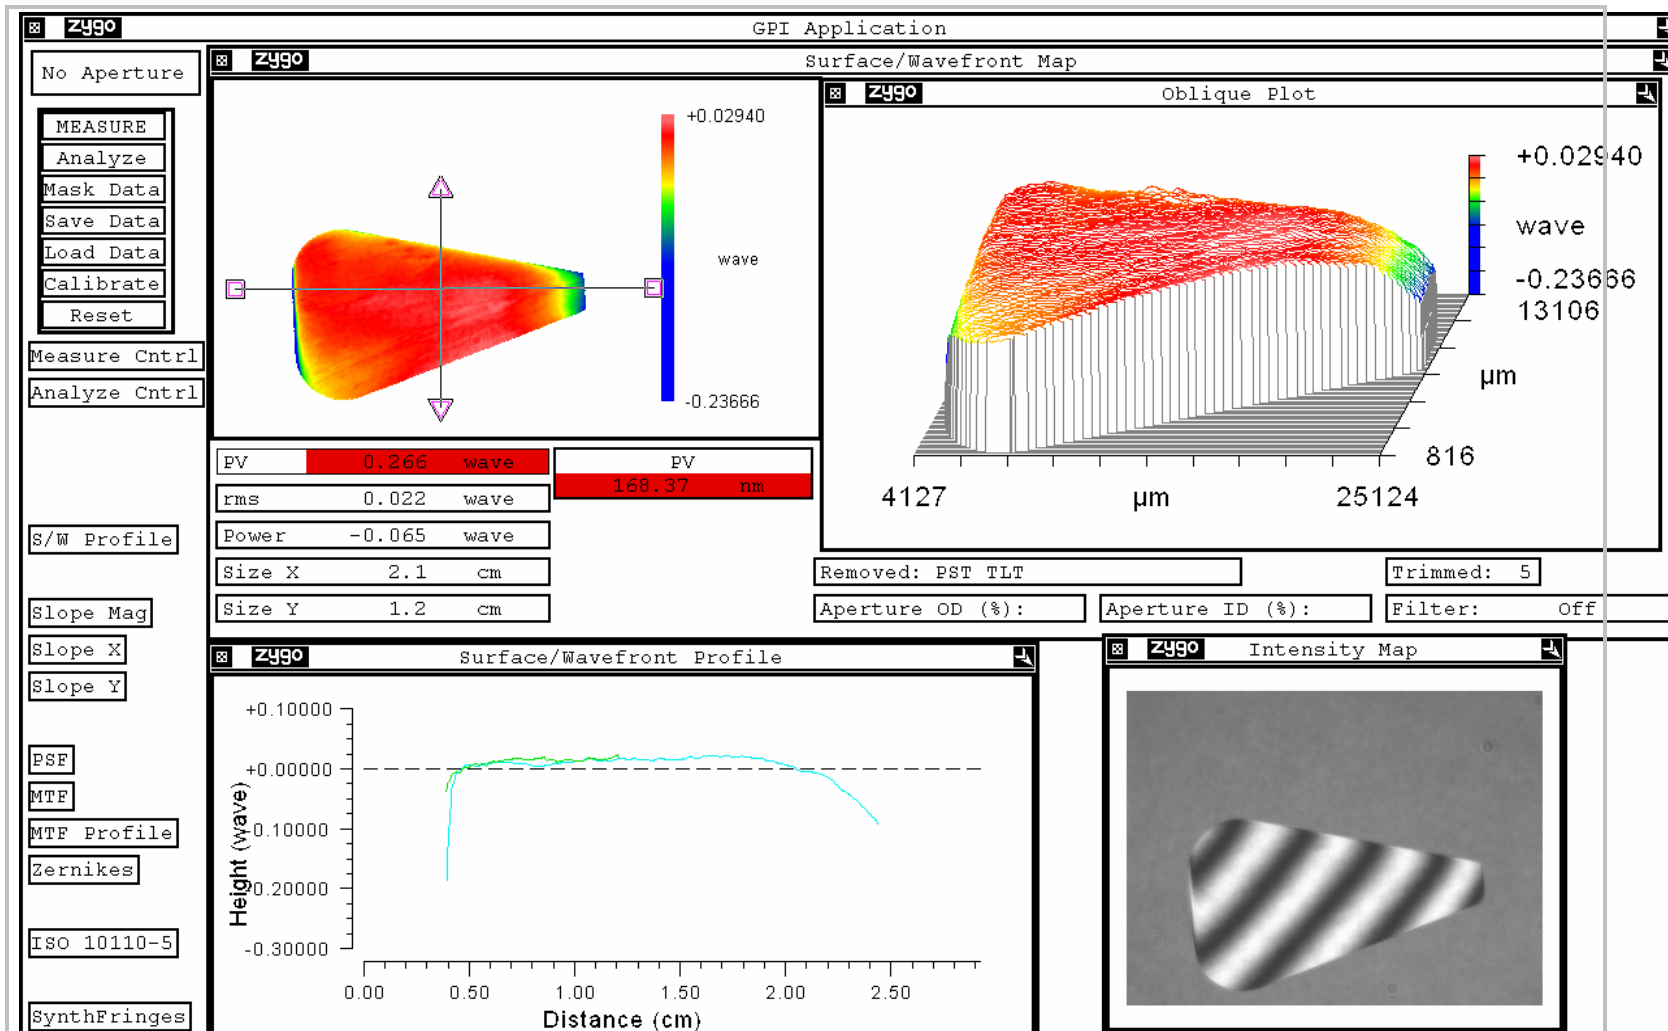 zygo GPI Application
No Aperture
MEASURE
Analyze
Mask Data
Save Data
Load Data
Calibrate
Reset
Measure Cntrl
Analyze Cntrl
S/W Profile
Slope Mag
Slope X
Slope Y
PSF
MTF
MTF Profile
Zernikes
ISO 10110-5
SynthFringes
zygo Surface/Wavefront Map
+0.02940
wave
-0.23666
zygo Oblique Plot
+0.02940
wave
-0.23666
13106
µm
816
4127 µm 25124
PV 0.266 wave
PV
168.37 nm
rms 0.022 wave
Power -0.065 wave
Size X 2.1 cm
Size Y 1.2 cm
Removed: PST TLT
Trimmed: 5
Aperture OD (%):
Aperture ID (%):
Filter: Off
zygo Surface/Wavefront Profile
+0.10000
+0.00000
-0.10000
-0.20000
-0.30000
Height (wave)
0.00 0.50 1.00 1.50 2.00 2.50
Distance (cm)
zygo Intensity Map